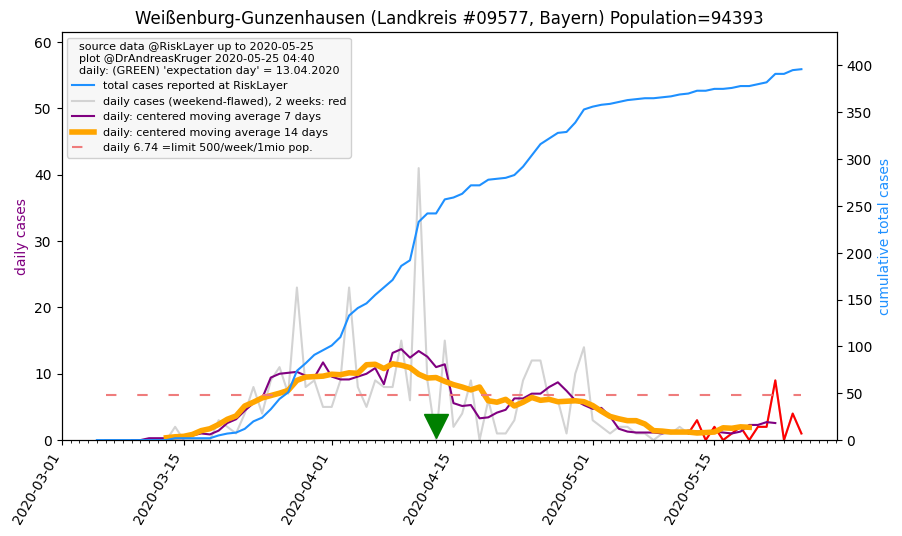 Weißenburg-Gunzenhausen (Landkreis #09577, Bayern) Population=94393
source data @RiskLayer up to 2020-05-25
plot @DrAndreasKruger 2020-05-25 04:40
daily: (GREEN) 'expectation day' = 13.04.2020
total cases reported at RiskLayer
daily cases (weekend-flawed), 2 weeks: red
daily: centered moving average 7 days
daily: centered moving average 14 days
daily 6.74 =limit 500/week/1mio pop.
daily cases
60
50
40
30
20
10
0
cumulative total cases
400
350
300
250
200
150
100
50
0
2020-03-01
2020-03-15
2020-04-01
2020-04-15
2020-05-01
2020-05-15